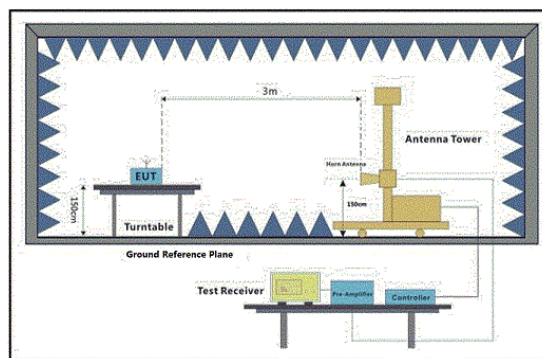 3m
Antenna Tower
Horn Antenna
EUT
150cm
150cm
Turntable
Ground Reference Plane
Test Receiver
Pre-Amplifier
Controller